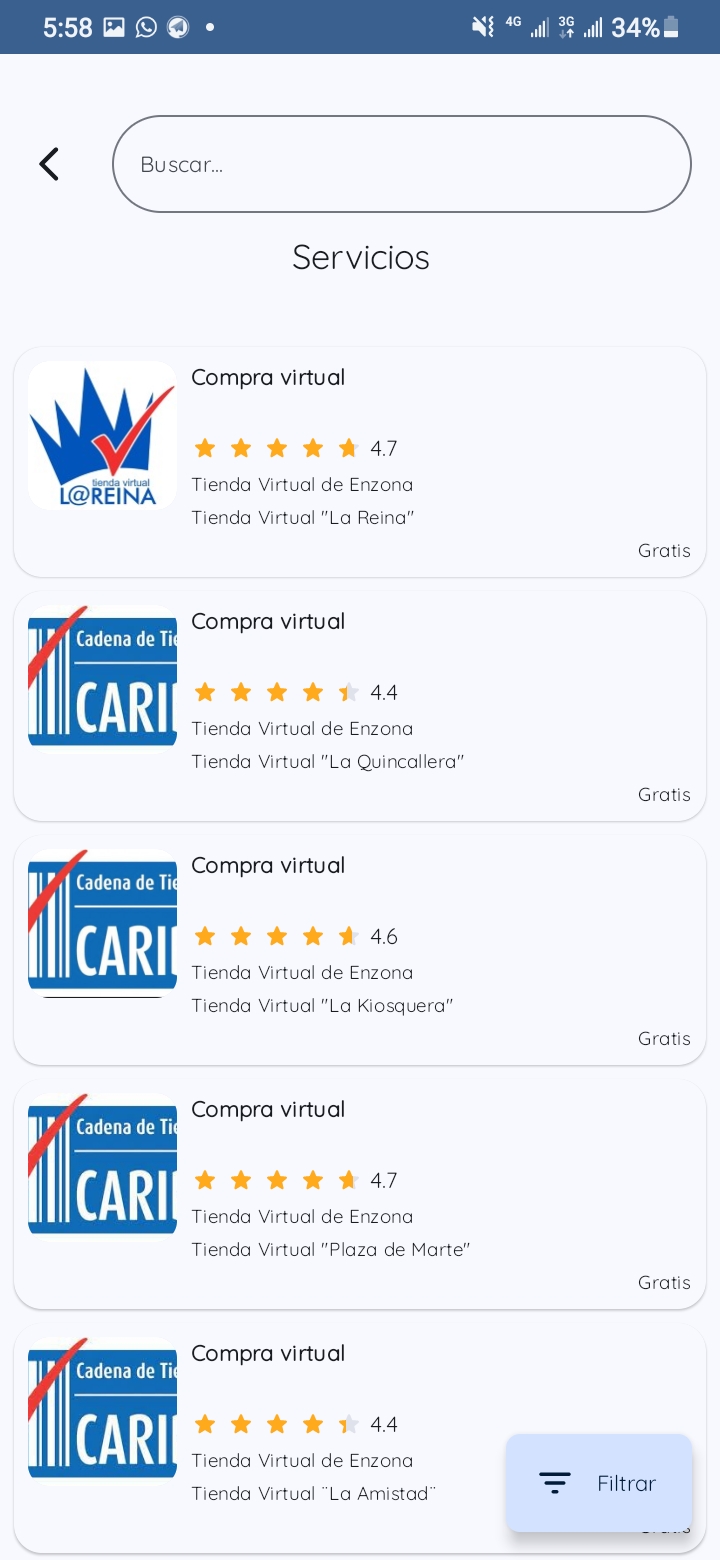 5:58 4G 3G 34%
Buscar...
Servicios
Compra virtual
4.7
Tienda Virtual de Enzona
Tienda Virtual "La Reina"
Gratis
tienda virtual
L@REINA
Compra virtual
4.4
Tienda Virtual de Enzona
Tienda Virtual "La Quincallera"
Gratis
Cadena de Tie
CARI
Compra virtual
4.6
Tienda Virtual de Enzona
Tienda Virtual "La Kiosquera"
Gratis
Cadena de Tie
CARI
Compra virtual
4.7
Tienda Virtual de Enzona
Tienda Virtual "Plaza de Marte"
Gratis
Cadena de Tie
CARI
Compra virtual
4.4
Tienda Virtual de Enzona
Tienda Virtual ¨La Amistad¨
Cadena de Tie
CARI
Filtrar